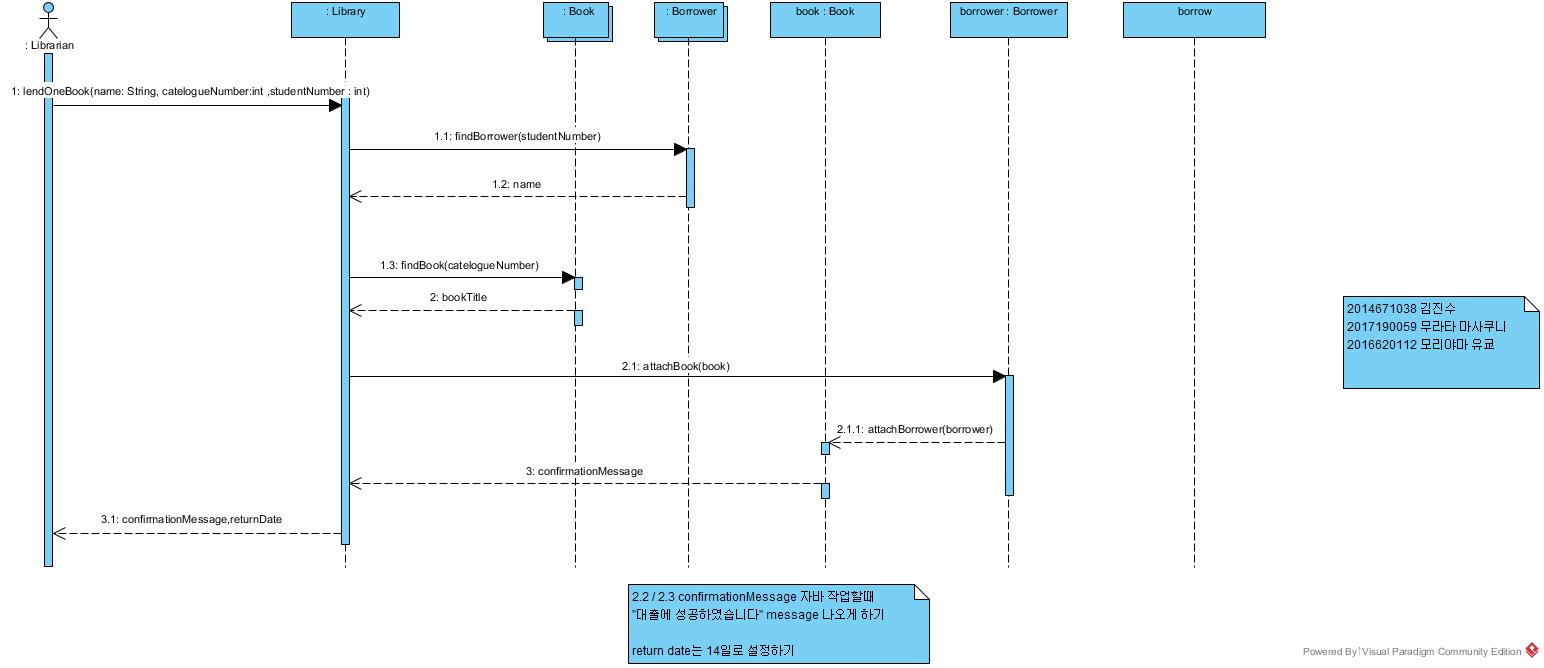 : Librarian
: Library
: Book
: Borrower
book : Book
borrower : Borrower
borrow
1: lendOneBook(name: String, catelogueNumber:int ,studentNumber : int)
1.1: findBorrower(studentNumber)
1.2: name
1.3: findBook(catelogueNumber)
2: bookTitle
2.1: attachBook(book)
2.1.1: attachBorrower(borrower)
3: confirmationMessage
3.1: confirmationMessage,returnDate
2014671038 김진수
2017190059 무라타 마사쿠니
2016620112 모리야마 유쿄
2.2 / 2.3 confirmationMessage 자바 작업할때
"대출에 성공하였습니다" message 나오게 하기
return date는 14일로 설정하기
Powered By Visual Paradigm Community Edition